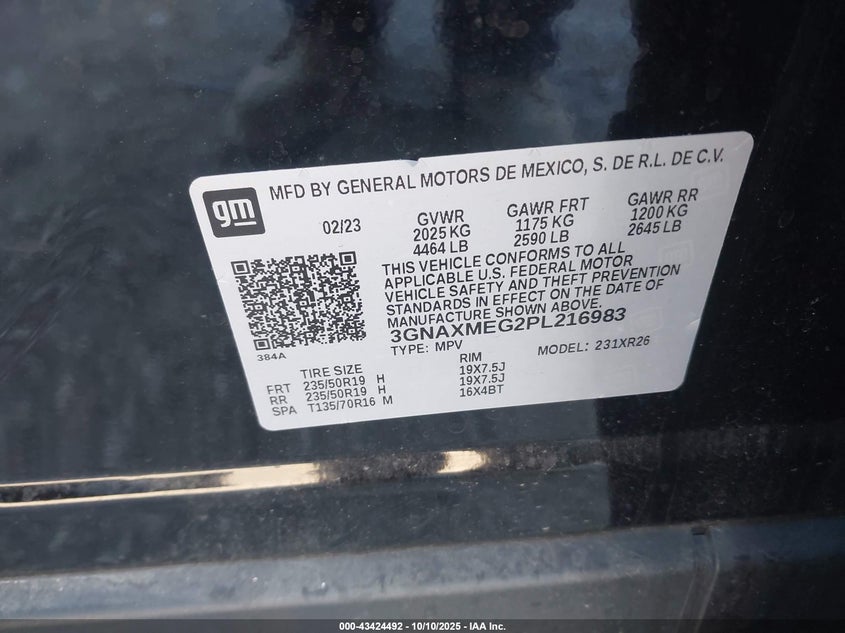 gm
MFD BY GENERAL MOTORS DE MEXICO, S. DE R.L. DE C.V.
02/23
GVWR
2025 KG
4464 LB
GAWR FRT
1175 KG
2590 LB
GAWR RR
1200 KG
2645 LB
THIS VEHICLE CONFORMS TO ALL
APPLICABLE U.S. FEDERAL MOTOR
VEHICLE SAFETY AND THEFT PREVENTION
STANDARDS IN EFFECT ON THE DATE OF
MANUFACTURE SHOWN ABOVE.
3GNAXMEG2PL216983
TYPE: MPV
MODEL: 231XR26
384A
TIRE SIZE
RIM
FRT 235/50R19 H 19X7.5J
RR 235/50R19 H 19X7.5J
SPA T135/70R16 M 16X4BT
000-43424492 - 10/10/2025 - IAA Inc.